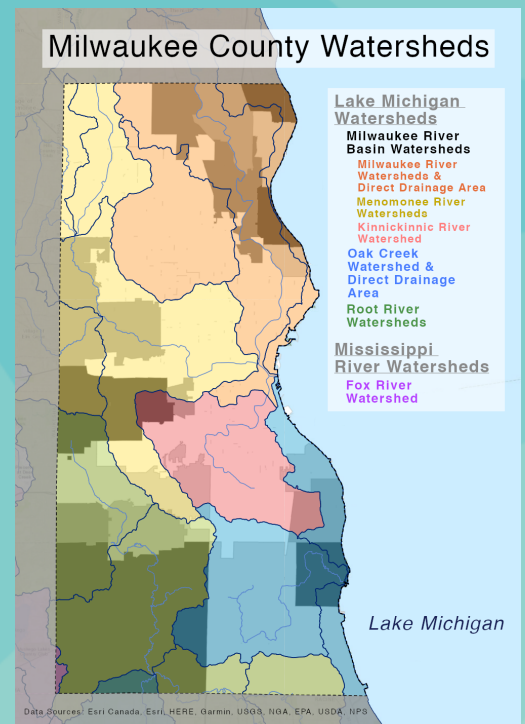 Milwaukee County Watersheds
Lake Michigan
Watersheds
Milwaukee River
Basin Watersheds
Milwaukee River
Watersheds &
Direct Drainage Area
Menomonee River
Watersheds
Kinnickinnic River
Watershed
Oak Creek
Watershed &
Direct Drainage
Area
Root River
Watersheds
Mississippi
River Watersheds
Fox River
Watershed
Lake Michigan
Data Sources: Esri Canada, Esri, HERE, Garmin, USGS, NGA, EPA, USDA, NPS